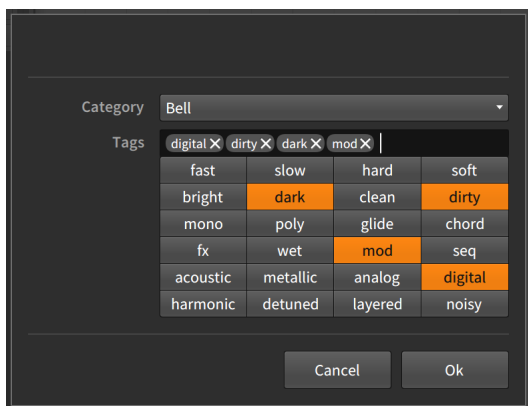 Category Bell
Tags digital X dirty X dark X mod X
fast slow hard soft
bright dark clean dirty
mono poly glide chord
fx wet mod seq
acoustic metallic analog digital
harmonic detuned layered noisy
Cancel Ok